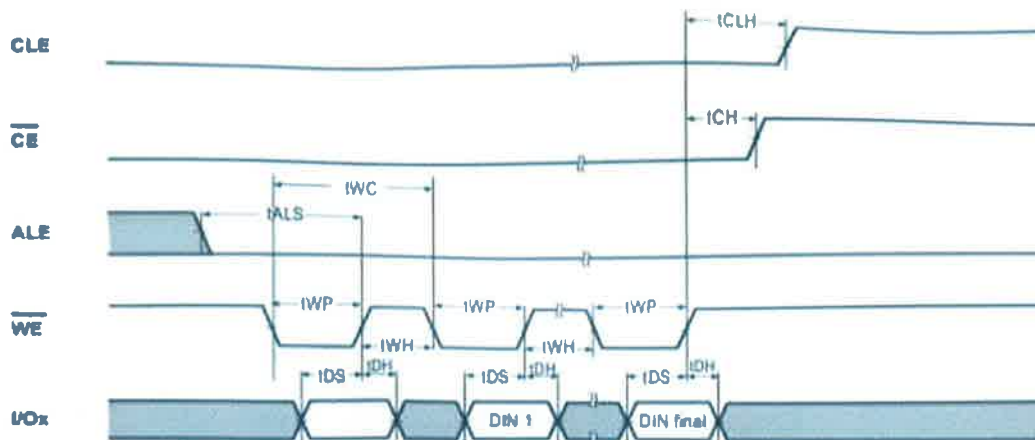 tCLH
CLE
tCH
CE
tWC
tALS
ALE
tWP tWP tWP
WE
tWH tWH
tDS tDH tDS tDH tDS tDH
I/Ox DIN 1 DIN final